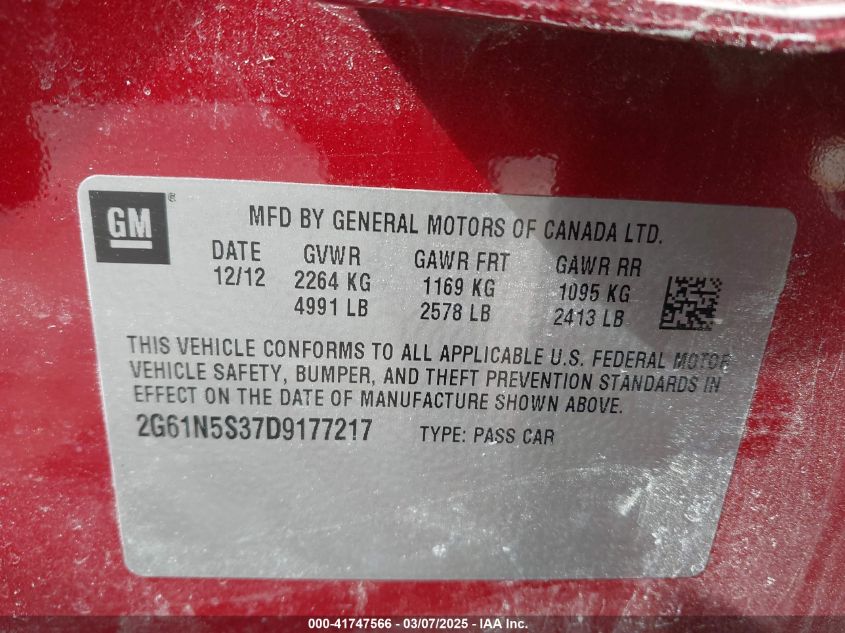 GM ®
MFD BY GENERAL MOTORS OF CANADA LTD.
DATE GVWR GAWR FRT GAWR RR
12/12 2264 KG 1169 KG 1095 KG
4991 LB 2578 LB 2413 LB
THIS VEHICLE CONFORMS TO ALL APPLICABLE U.S. FEDERAL MOTOR
VEHICLE SAFETY, BUMPER, AND THEFT PREVENTION STANDARDS IN
EFFECT ON THE DATE OF MANUFACTURE SHOWN ABOVE.
2G61N5S37D9177217 TYPE: PASS CAR
000-41747566 - 03/07/2025 - IAA Inc.